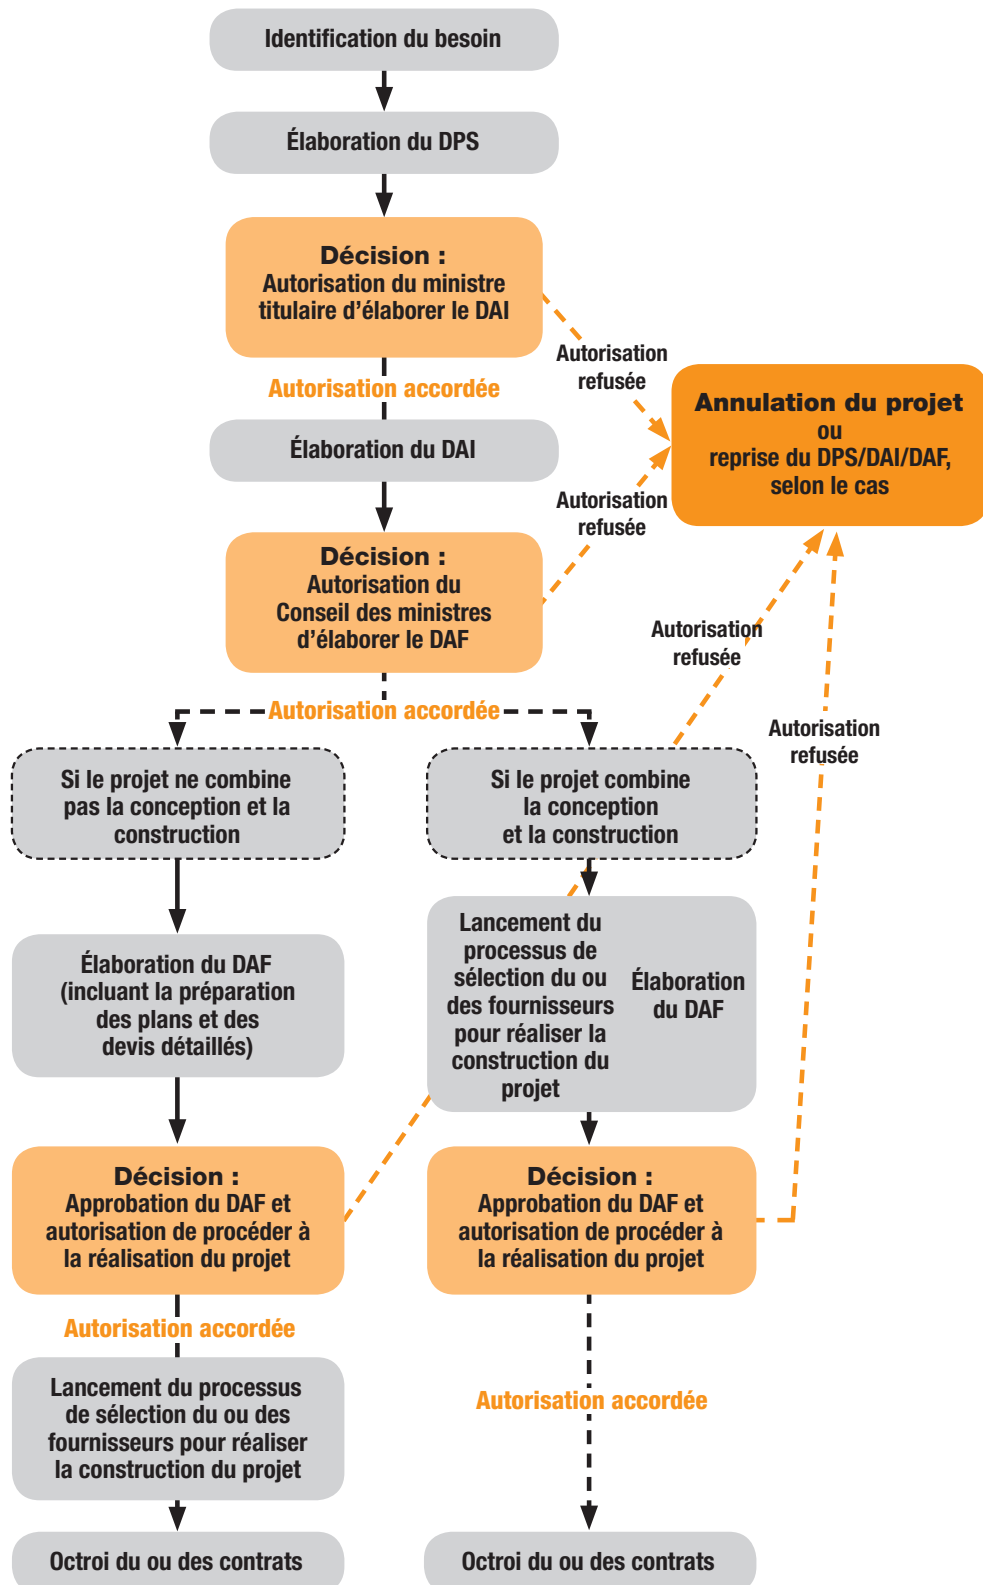 Identification du besoin
Élaboration du DPS
Décision :
Autorisation du ministre
titulaire d’élaborer le DAI
Autorisation
refusée
Autorisation accordée
Annulation du projet
ou
reprise du DPS/DAI/DAF,
selon le cas
Élaboration du DAI
Autorisation
refusée
Décision :
Autorisation du
Conseil des ministres
d’élaborer le DAF
Autorisation
refusée
Autorisation accordée
Autorisation
refusée
Si le projet ne combine
pas la conception et la
construction
Si le projet combine
la conception
et la construction
Élaboration du DAF
(incluant la préparation
des plans et des
devis détaillés)
Lancement du
processus de
sélection du ou
des fournisseurs
pour réaliser la
construction du
projet
Élaboration
du DAF
Décision :
Approbation du DAF et
autorisation de procéder à
la réalisation du projet
Décision :
Approbation du DAF et
autorisation de procéder à
la réalisation du projet
Autorisation accordée
Lancement du processus
de sélection du ou des
fournisseurs pour réaliser
la construction du projet
Autorisation accordée
Octroi du ou des contrats
Octroi du ou des contrats